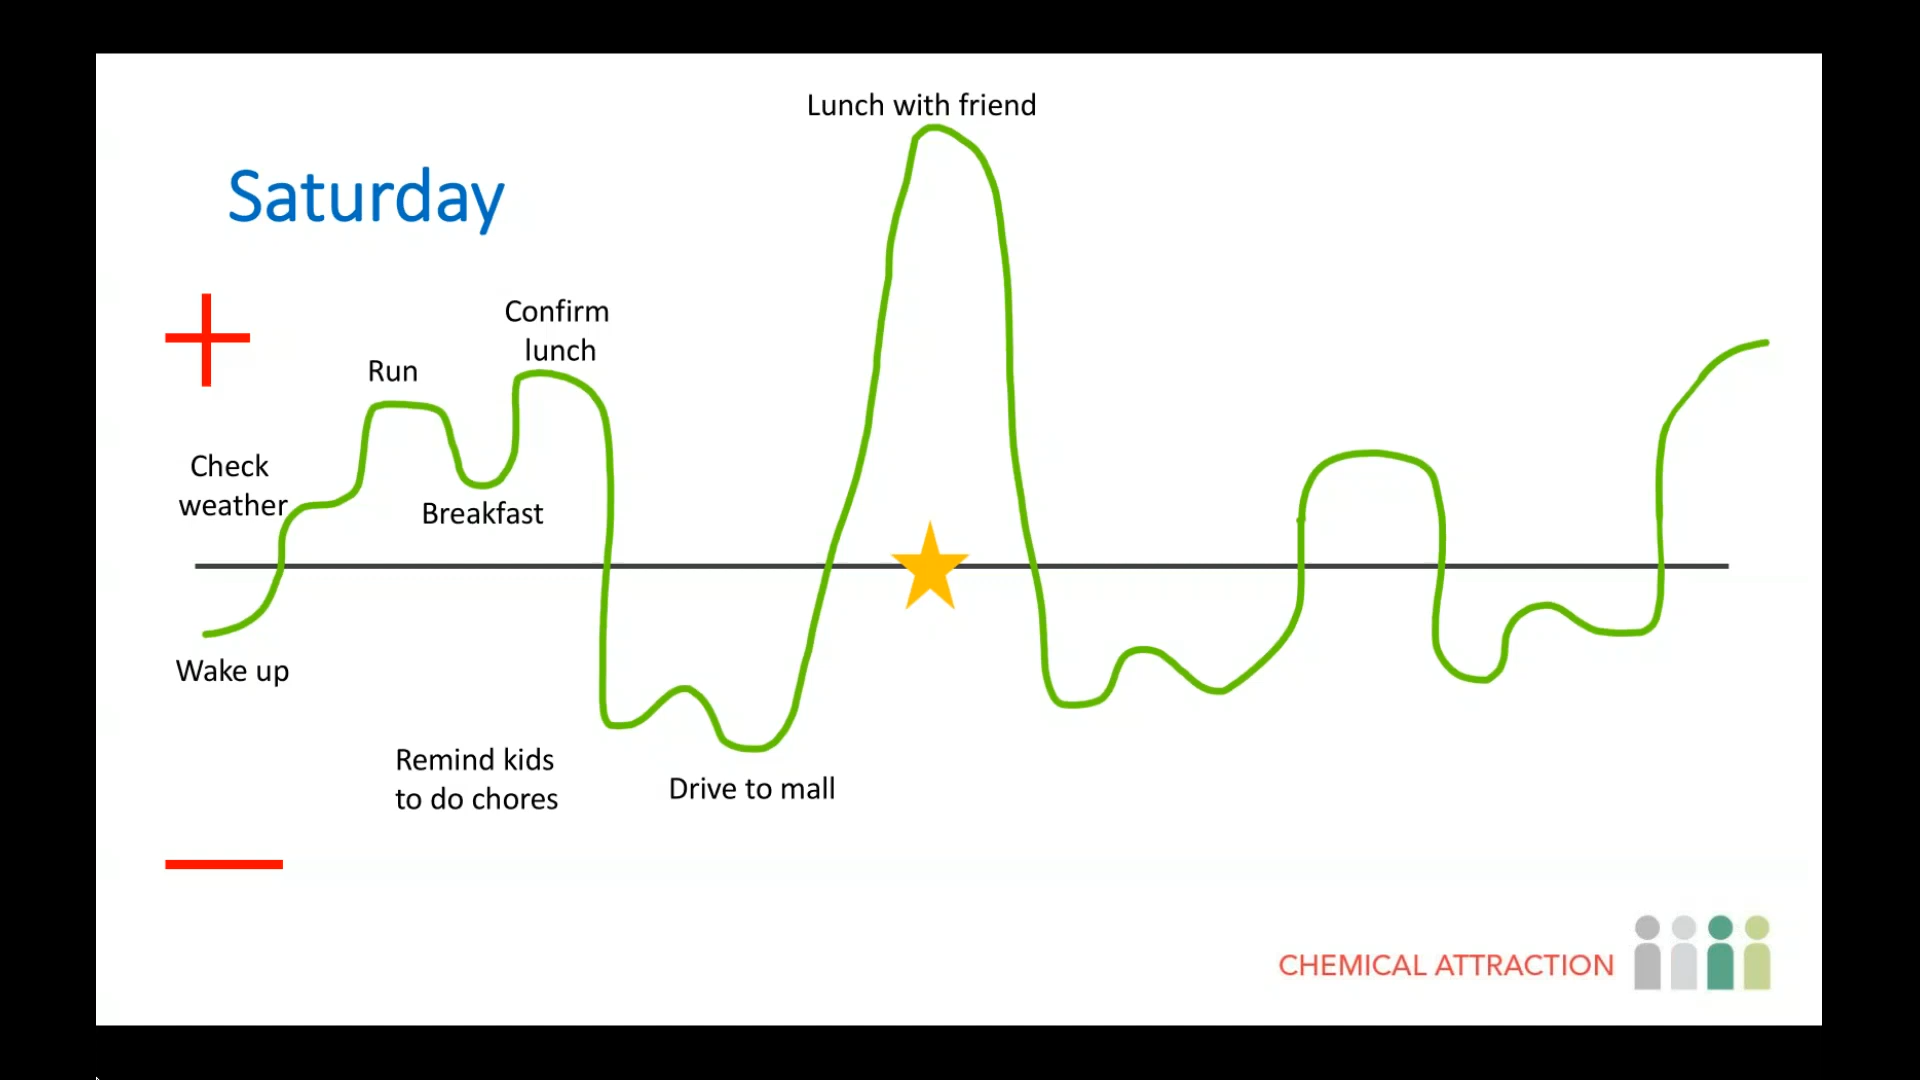 Lunch with friend
Saturday
Confirm
lunch
Run
Check
weather
Breakfast
Wake up
Remind kids
to do chores
Drive to mall
CHEMICAL ATTRACTION